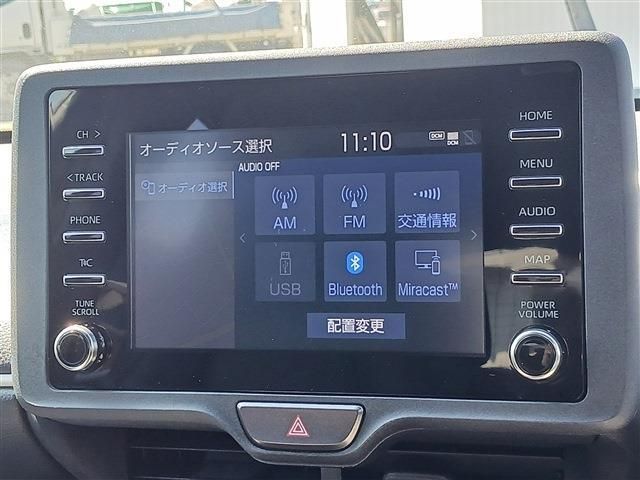 CH >
< TRACK
PHONE
T/C
TUNE
SCROLL
オーディオソース選択
11:10
DCM
DCM
AUDIO OFF
オーディオ選択
AM
FM
交通情報
USB
Bluetooth
Miracast™
配置変更
HOME
MENU
AUDIO
MAP
POWER
VOLUME